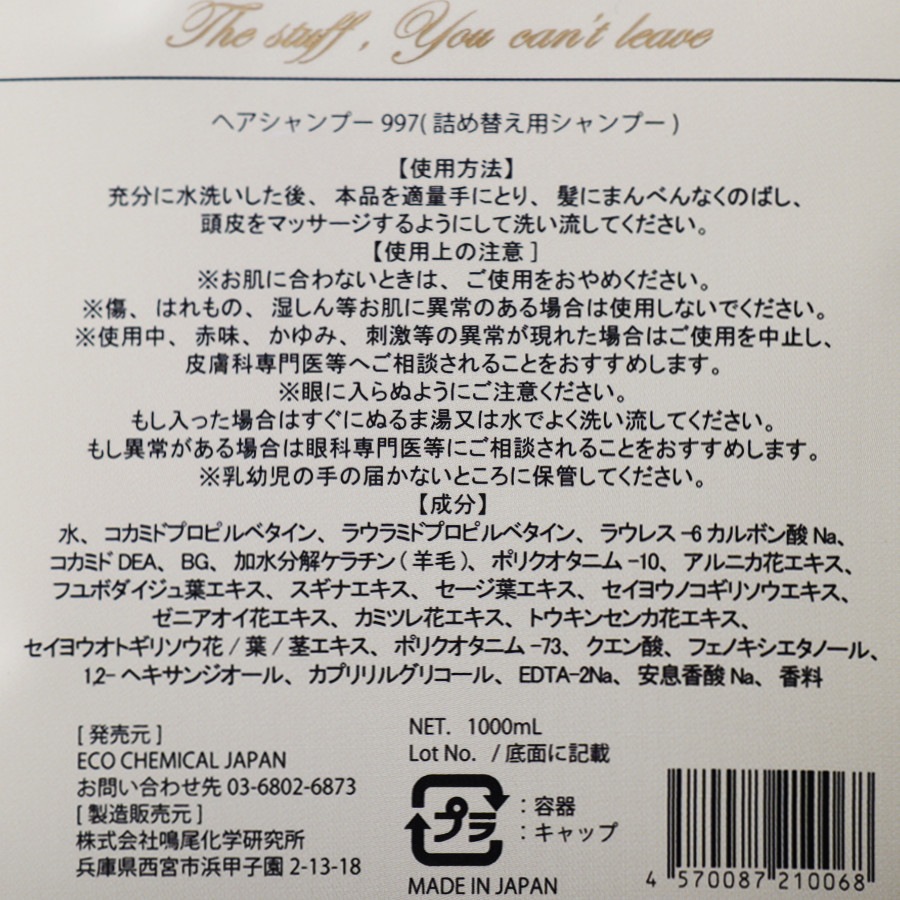 The stuff, You can't leave
ヘアシャンプー 997( 詰め替え用シャンプー )
【使用方法】
充分に水洗いした後、本品を適量手にとり、髪にまんべんなくのばし、
頭皮をマッサージするようにして洗い流してください。
【使用上の注意 ]
※お肌に合わないときは、ご使用をおやめください。
※傷、はれもの、湿しん等お肌に異常のある場合は使用しないでください。
※使用中、赤味、かゆみ、刺激等の異常が現れた場合はご使用を中止し、
皮膚科専門医等へご相談されることをおすすめします。
※眼に入らぬようにご注意ください。
もし入った場合はすぐにぬるま湯又は水でよく洗い流してください。
もし異常がある場合は眼科専門医等にご相談されることをおすすめします。
※乳幼児の手の届かないところに保管してください。
【成分】
水、コカミドプロピルベタイン、ラウラミドプロピルベタイン、ラウレス-6カルボン酸Na、
コカミドDEA、BG、加水分解ケラチン(羊毛)、ポリクオタニム-10、アルニカ花エキス、
フユボダイジュ葉エキス、スギナエキス、セージ葉エキス、セイヨウノコギリソウエキス、
ゼニアオイ花エキス、カミツレ花エキス、トウキンセンカ花エキス、
セイヨウオトギリソウ花/葉/茎エキス、ポリクオタニム-73、クエン酸、フェノキシエタノール、
1,2-ヘキサンジオール、カプリリルグリコール、EDTA-2Na、安息香酸Na、香料
[ 発売元 ]
ECO CHEMICAL JAPAN
お問い合わせ先 03-6802-6873
[ 製造販売元 ]
株式会社鳴尾化学研究所
兵庫県西宮市浜甲子園 2-13-18
NET. 1000mL
Lot No. / 底面に記載
プラ
：容器
：キャップ
MADE IN JAPAN
4 570087 210068